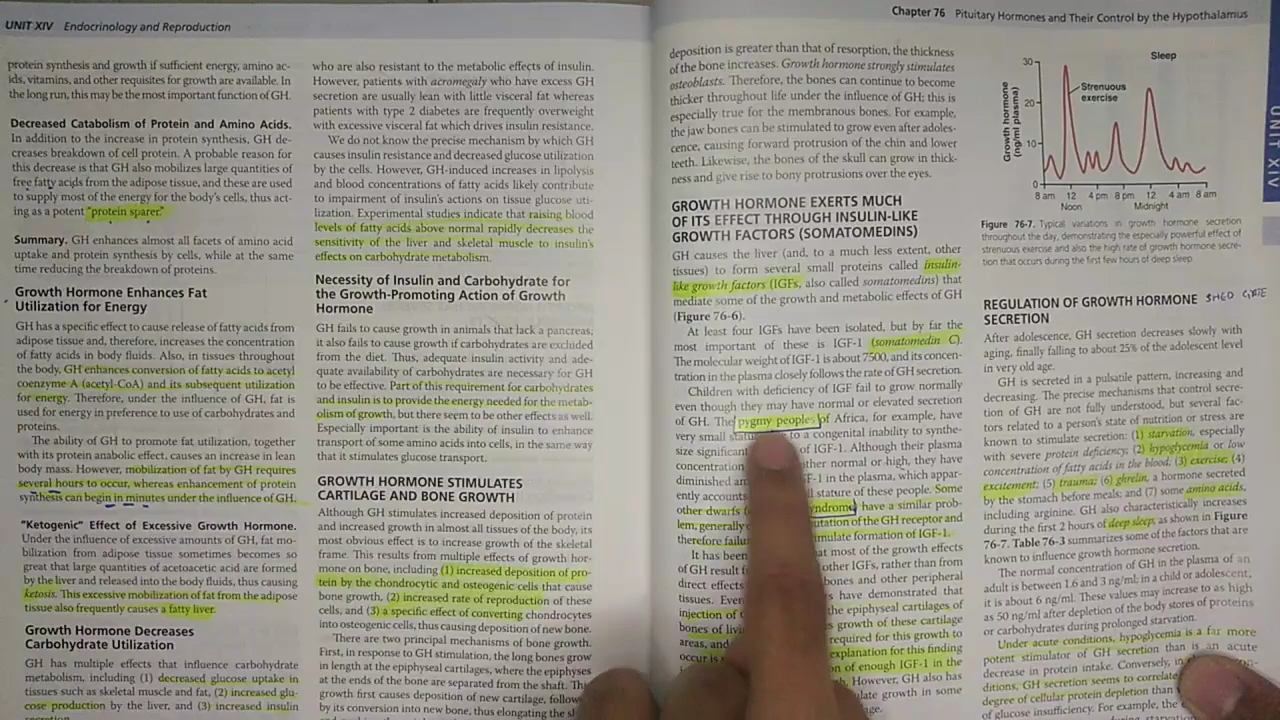 UNIT XIV Endocrinology and Reproduction
protein synthesis and growth if sufficient energy, amino ac-
ids, vitamins, and other requisites for growth are available. In
the long run, this may be the most important function of GH.
Decreased Catabolism of Protein and Amino Acids.
In addition to the increase in protein synthesis, GH de-
creases breakdown of cell protein. A probable reason for
this decrease is that GH also mobilizes large quantities of
free fatty acids from the adipose tissue, and these are used
to supply most of the energy for the body's cells, thus act-
ing as a potent "protein sparer."
Summary. GH enhances almost all facets of amino acid
uptake and protein synthesis by cells, while at the same
time reducing the breakdown of proteins.
Growth Hormone Enhances Fat
Utilization for Energy
GH has a specific effect to cause release of fatty acids from
adipose tissue and, therefore, increases the concentration
of fatty acids in body fluids. Also, in tissues throughout
the body, GH enhances conversion of fatty acids to acetyl
coenzyme A (acetyl-CoA) and its subsequent utilization
for energy. Therefore, under the influence of GH, fat is
used for energy in preference to use of carbohydrates and
proteins.
The ability of GH to promote fat utilization, together
with its protein anabolic effect, causes an increase in lean
body mass. However, mobilization of fat by GH requires
several hours to occur, whereas enhancement of protein
synthesis can begin in minutes under the influence of GH.
"Ketogenic" Effect of Excessive Growth Hormone.
Under the influence of excessive amounts of GH, fat mo-
bilization from adipose tissue sometimes becomes so
great that large quantities of acetoacetic acid are formed
by the liver and released into the body fluids, thus causing
ketosis. This excessive mobilization of fat from the adipose
tissue also frequently causes a fatty liver.
Growth Hormone Decreases
Carbohydrate Utilization
GH has multiple effects that influence carbohydrate
metabolism, including (1) decreased glucose uptake in
tissues such as skeletal muscle and fat, (2) increased glu-
cose production by the liver, and (3) increased insulin
who are also resistant to the metabolic effects of insulin.
However, patients with acromegaly who have excess GH
secretion are usually lean with little visceral fat whereas
patients with type 2 diabetes are frequently overweight
with excessive visceral fat which drives insulin resistance.
We do not know the precise mechanism by which GH
causes insulin resistance and decreased glucose utilization
by the cells. However, GH-induced increases in lipolysis
and blood concentrations of fatty acids likely contribute
to impairment of insulin's actions on tissue glucose uti-
lization. Experimental studies indicate that raising blood
levels of fatty acids above normal rapidly decreases the
sensitivity of the liver and skeletal muscle to insulin's
effects on carbohydrate metabolism.
Necessity of Insulin and Carbohydrate for
the Growth-Promoting Action of Growth
Hormone
GH fails to cause growth in animals that lack a pancreas;
it also fails to cause growth if carbohydrates are excluded
from the diet. Thus, adequate insulin activity and ade-
quate availability of carbohydrates are necessary for GH
to be effective. Part of this requirement for carbohydrates
and insulin is to provide the energy needed for the metab-
olism of growth, but there seem to be other effects as well.
Especially important is the ability of insulin to enhance
transport of some amino acids into cells, in the same way
that it stimulates glucose transport.
GROWTH HORMONE STIMULATES
CARTILAGE AND BONE GROWTH
Although GH stimulates increased deposition of protein
and increased growth in almost all tissues of the body, its
most obvious effect is to increase growth of the skeletal
frame. This results from multiple effects of growth hor-
mone on bone, including (1) increased deposition of pro-
tein by the chondrocytic and osteogenic cells that cause
bone growth, (2) increased rate of reproduction of these
cells, and (3) a specific effect of converting chondrocytes
into osteogenic cells, thus causing deposition of new bone.
There are two principal mechanisms of bone growth.
First, in response to GH stimulation, the long bones grow
in length at the epiphyseal cartilages, where the epiphyses
at the ends of the bone are separated from the shaft. This
growth first causes deposition of new cartilage, follow
by its conversion into new bone, thus elongating the
Chapter 76 Pituitary Hormones and Their Control by the Hypothalamus
deposition is greater than that of resorption, the thickness
of the bone increases. Growth hormone strongly stimulates
osteoblasts. Therefore, the bones can continue to become
thicker throughout life under the influence of GH; this is
especially true for the membranous bones. For example,
the jaw bones can be stimulated to grow even after adoles-
cence, causing forward protrusion of the chin and lower
teeth. Likewise, the bones of the skull can grow in thick-
ness and give rise to bony protrusions over the eyes.
GROWTH HORMONE EXERTS MUCH
OF ITS EFFECT THROUGH INSULIN-LIKE
GROWTH FACTORS (SOMATOMEDINS)
GH causes the liver (and, to a much less extent, other
tissues) to form several small proteins called insulin-
like growth factors (IGFs, also called somatomedins) that
mediate some of the growth and metabolic effects of GH
(Figure 76-6).
At least four IGFs have been isolated, but by far the
most important of these is IGF-1 (somatomedin C).
The molecular weight of IGF-1 is about 7500, and its concen-
tration in the plasma closely follows the rate of GH secretion.
Children with deficiency of IGF fail to grow normally
even though they may have normal or elevated secretion
of GH. The pygmy peoples of Africa, for example, have
very small to a congenital inability to synthe-
size significant of IGF-1. Although their plasma
concentration either normal or high, they have
diminished in the plasma, which appar-
ently accounts stature of these people. Some
other dwarfs have a similar prob-
lem, generally mutation of the GH receptor and
therefore stimulate formation of IGF-1.
It has been that most of the growth effects
of GH result other IGFs, rather than from
direct effects bones and other peripheral
tissues. have demonstrated that
injection of the epiphyseal cartilages of
bones of growth of these cartilage
areas, and required for this growth to
occur explanation for this finding
of enough IGF-1 in the
However, GH also has
growth in some
Sleep
Growth hormone
(ng/ml plasma)
30
20
10
0
Strenuous
exercise
8 am 12 4 pm 8 pm 12 4 am 8 am
Noon Midnight
Figure 76-7. Typical variations in growth hormone secretion
throughout the day, demonstrating the especially powerful effect of
strenuous exercise and also the high rate of growth hormone secre-
tion that occurs during the first few hours of deep sleep.
REGULATION OF GROWTH HORMONE
SECRETION
After adolescence, GH secretion decreases slowly with
aging, finally falling to about 25% of the adolescent level
in very old age.
GH is secreted in a pulsatile pattern, increasing and
decreasing. The precise mechanisms that control secre-
tion of GH are not fully understood, but several fac-
tors related to a person's state of nutrition or stress are
known to stimulate secretion: (1) starvation, especially
with severe protein deficiency; (2) hypoglycemia or low
concentration of fatty acids in the blood; (3) exercise; (4)
excitement; (5) trauma; (6) ghrelin, a hormone secreted
by the stomach before meals; and (7) some amino acids,
including arginine. GH also characteristically increases
during the first 2 hours of deep sleep, as shown in Figure
76-7. Table 76-3 summarizes some of the factors that are
known to influence growth hormone secretion.
The normal concentration of GH in the plasma of an
adult is between 1.6 and 3 ng/ml; in a child or adolescent,
it is about 6 ng/ml. These values may increase to as high
as 50 ng/ml after depletion of the body stores of proteins
or carbohydrates during prolonged starvation.
Under acute conditions, hypoglycemia is a far more
potent stimulator of GH secretion than is an acute
decrease in protein intake. Conversely, in
ditions, GH secretion seems to correlate
degree of cellular protein depletion than
of glucose insufficiency. For example, the
UNIT XIV